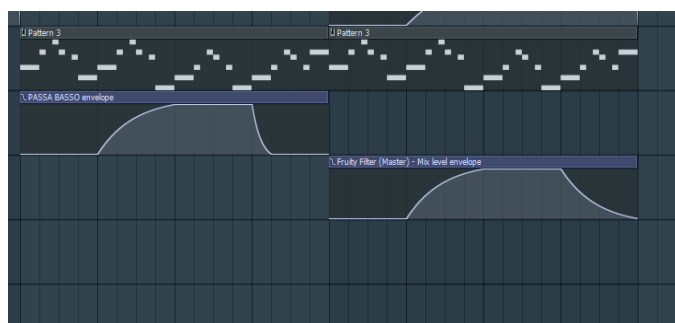 Pattern 3
Pattern 3
PASSA BASSO envelope
Fruity Filter (Master) - Mix level envelope